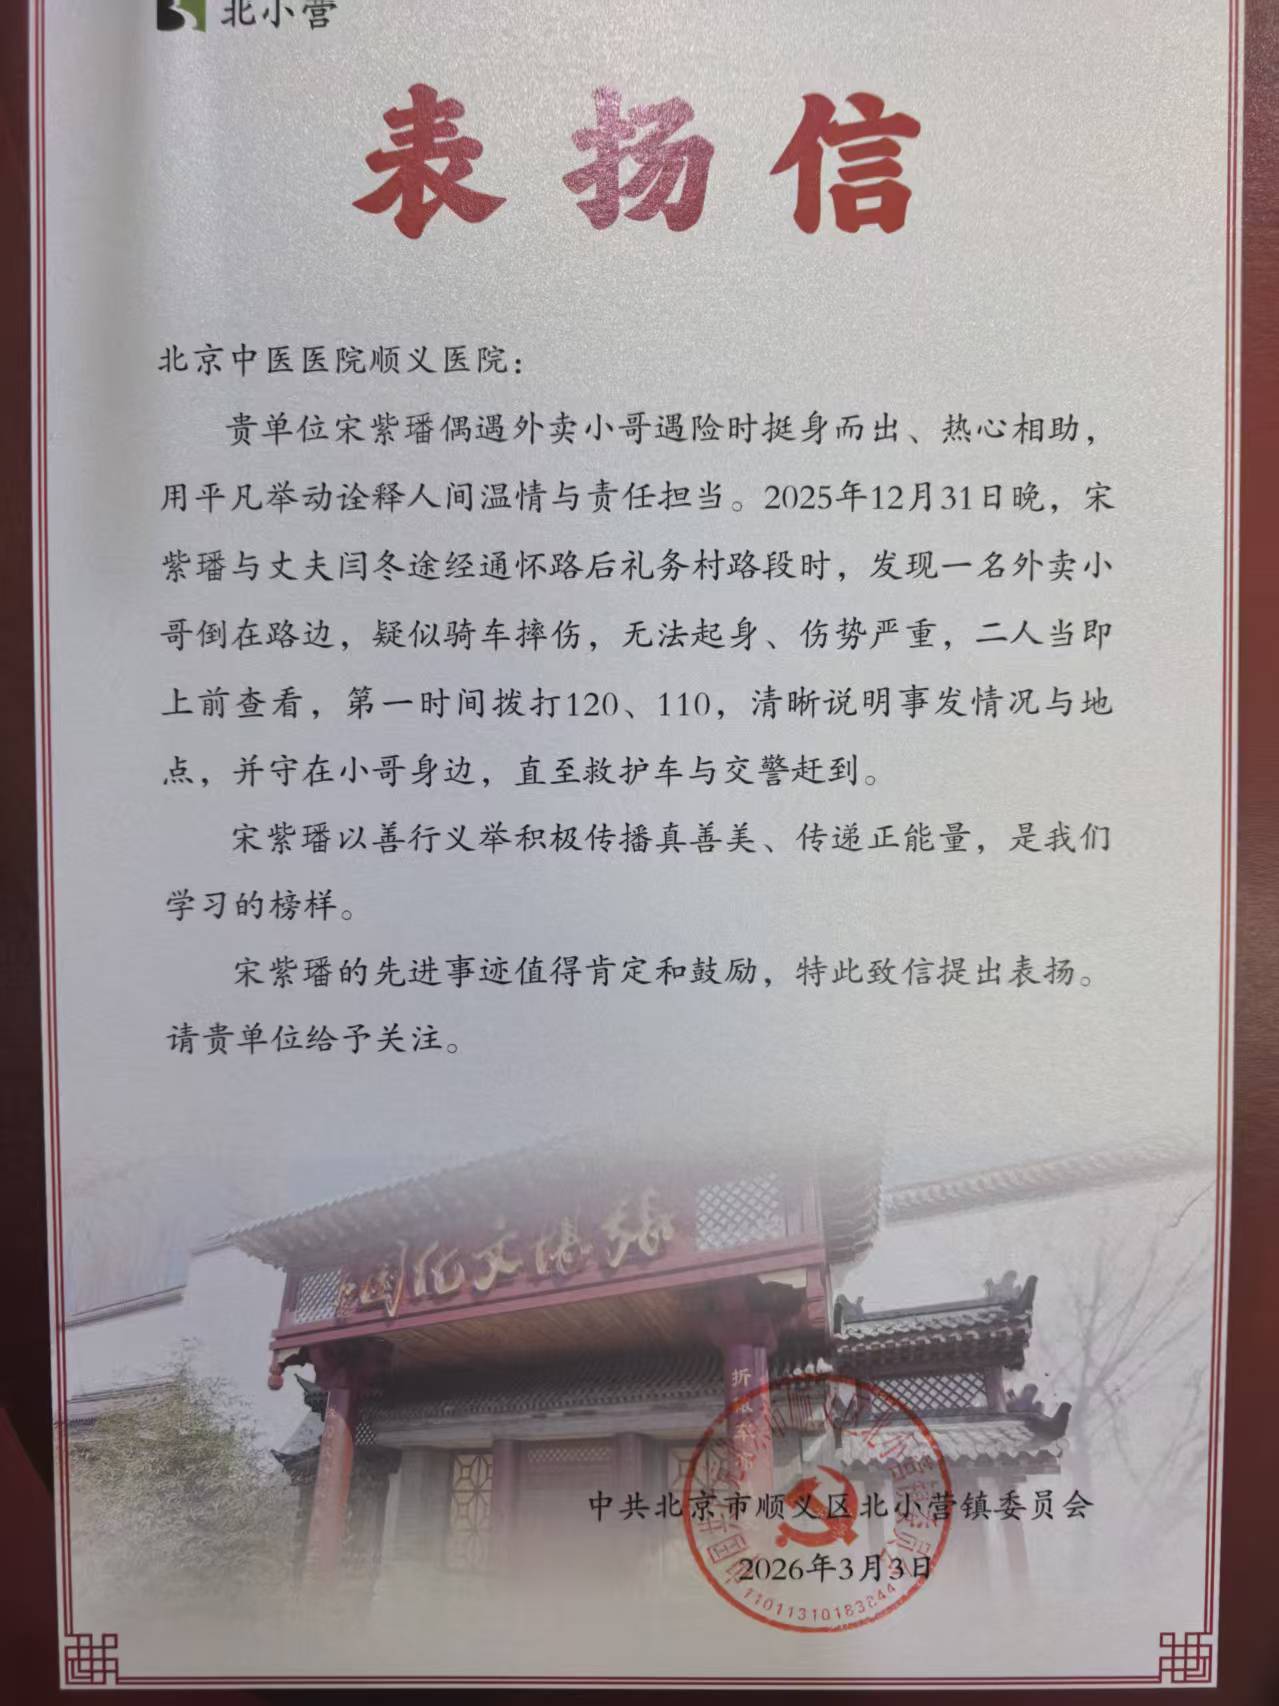 北小营
表扬信
北京中医医院顺义医院：
贵单位宋紫璠偶遇外卖小哥遇险时挺身而出、热心相助，
用平凡举动诠释人间温情与责任担当。2025年12月31日晚，宋
紫璠与丈夫闫冬途经通怀路后礼务村路段时，发现一名外卖小
哥倒在路边，疑似骑车摔伤，无法起身、伤势严重，二人当即
上前查看，第一时间拨打120、110，清晰说明事发情况与地
点，并守在小哥身边，直至救护车与交警赶到。
宋紫璠以善行义举积极传播真善美、传递正能量，是我们
学习的榜样。
宋紫璠的先进事迹值得肯定和鼓励，特此致信提出表扬。
请贵单位给予关注。
张堪文化园
折
中共北京市顺义区北小营镇委员会
2026年3月3日